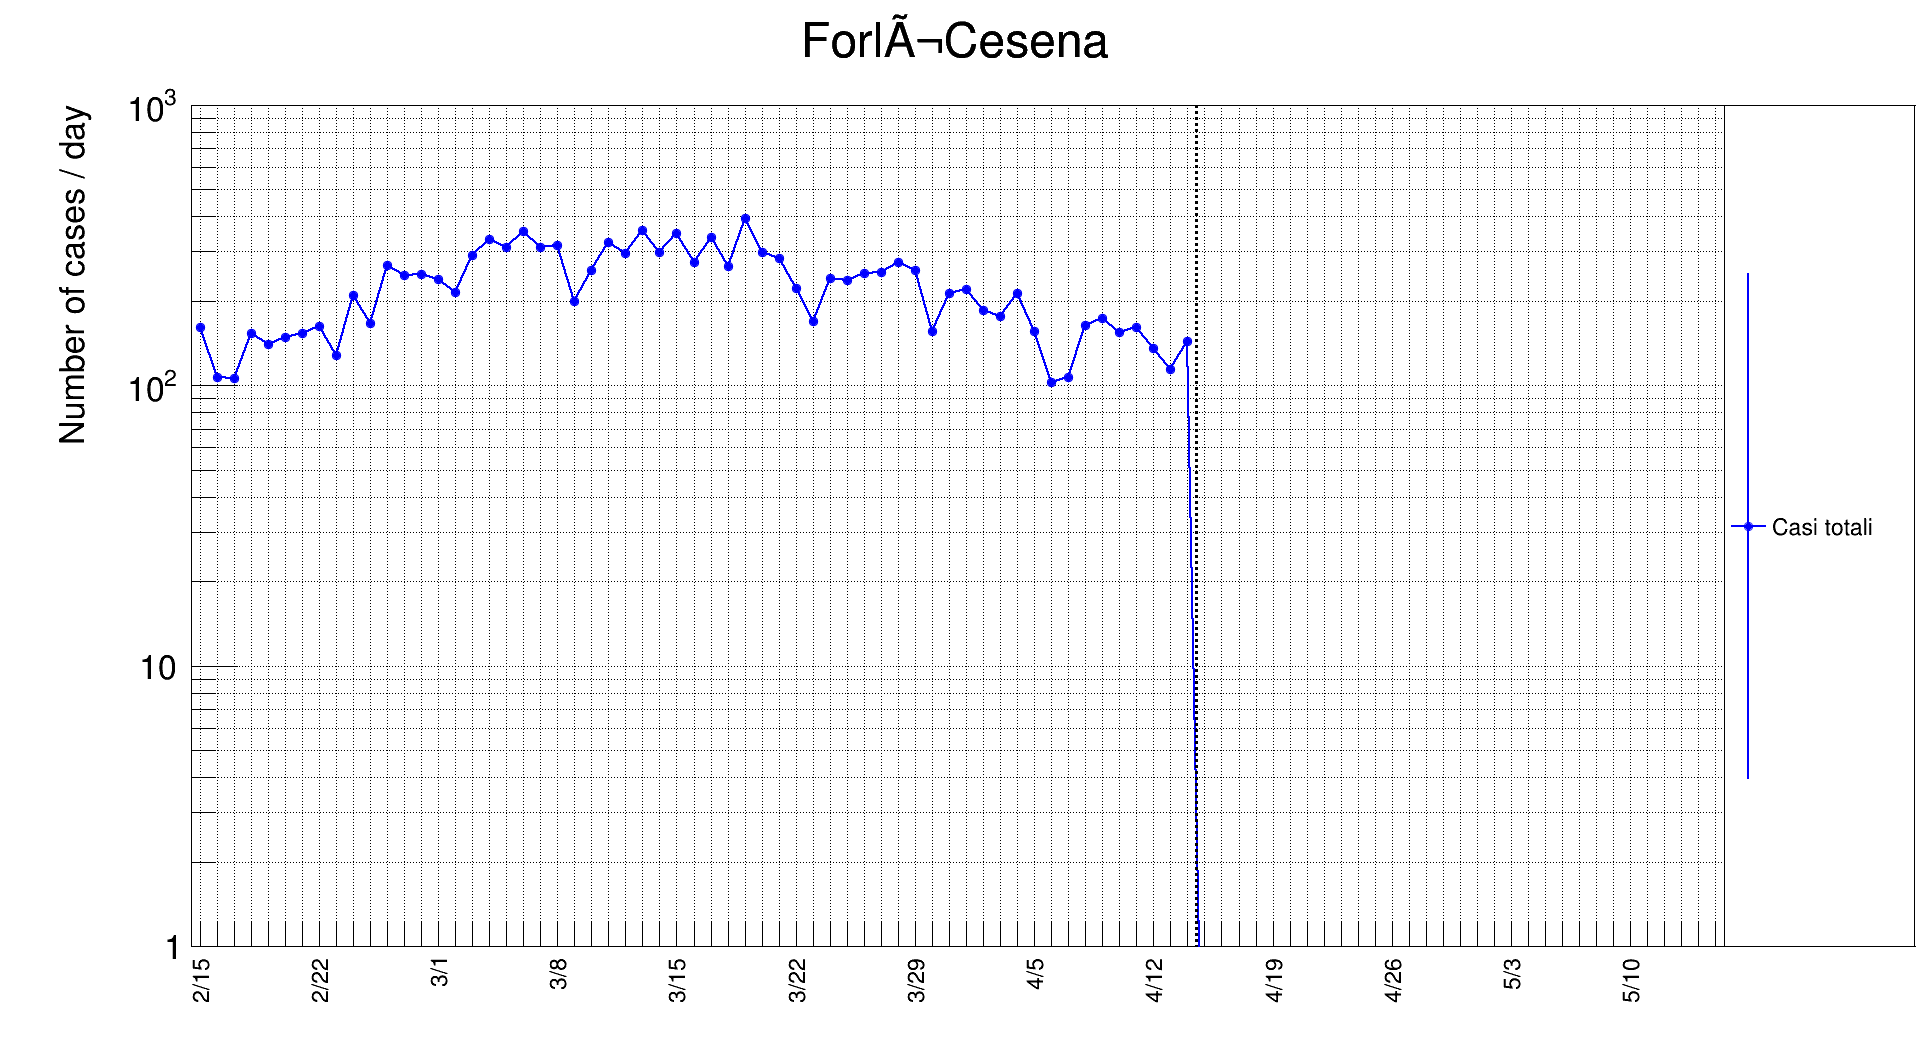 ForlÃ¬Cesena
Number of cases / day
10³
10²
10
1
2/15 2/22 3/1 3/8 3/15 3/22 3/29 4/5 4/12 4/19 4/26 5/3 5/10
Casi totali